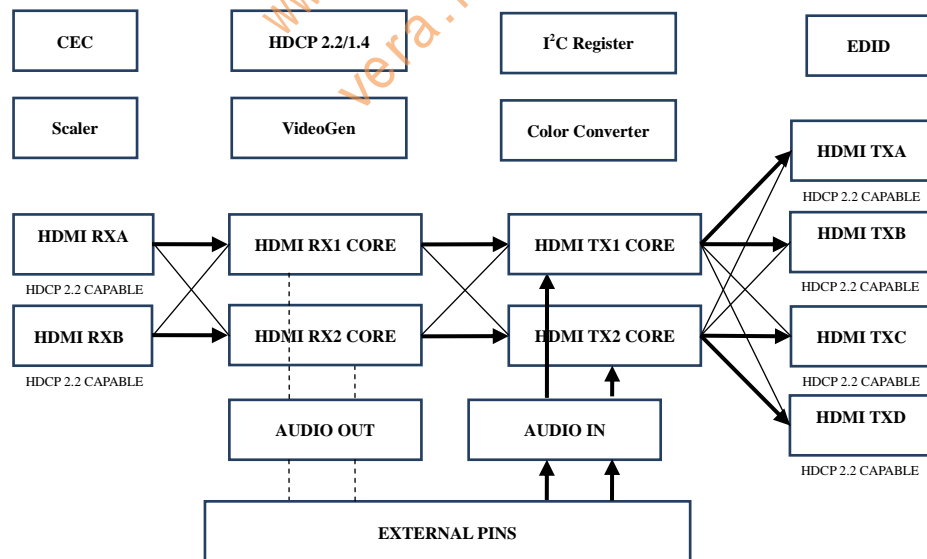 CEC
HDCP 2.2/1.4
I²C Register
EDID
Scaler
VideoGen
Color Converter
HDMI TXA
HDCP 2.2 CAPABLE
HDMI RXA
HDMI RX1 CORE
HDMI TX1 CORE
HDMI TXB
HDCP 2.2 CAPABLE
HDCP 2.2 CAPABLE
HDMI RXB
HDMI RX2 CORE
HDMI TX2 CORE
HDMI TXC
HDCP 2.2 CAPABLE
HDCP 2.2 CAPABLE
AUDIO OUT
AUDIO IN
HDMI TXD
HDCP 2.2 CAPABLE
EXTERNAL PINS